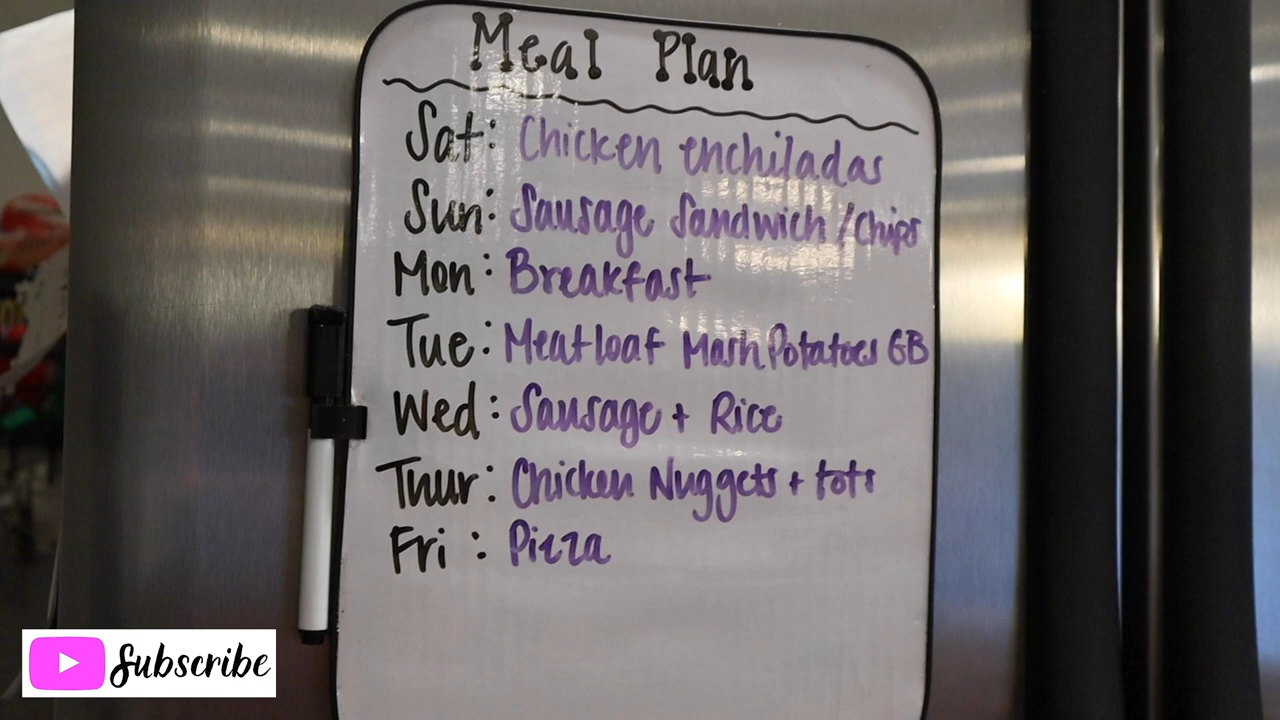 Meal Plan
Sat: Chicken enchiladas
Sun: Sausage Sandwich / Chips
Mon: Breakfast
Tue: Meatloaf Mash Potatoes GB
Wed: Sausage + Rice
Thur: Chicken Nuggets + tots
Fri: Pizza
Subscribe